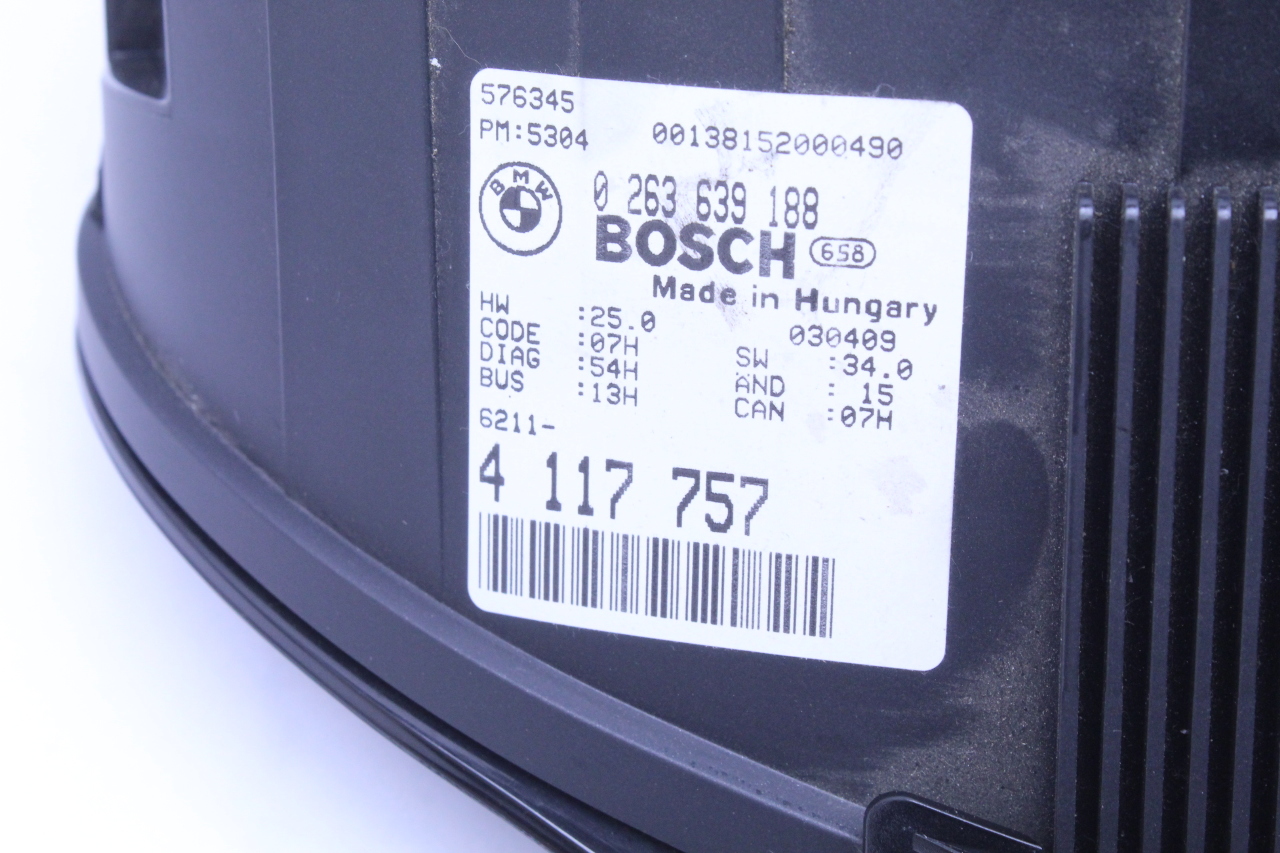 576345
PM:5304 00138152000490
BMW
0 263 639 188
BOSCH 658
Made in Hungary
030409
HW :25.0
CODE :07H SW :34.0
DIAG :54H AND : 15
BUS :13H CAN :07H
6211-
4 117 757